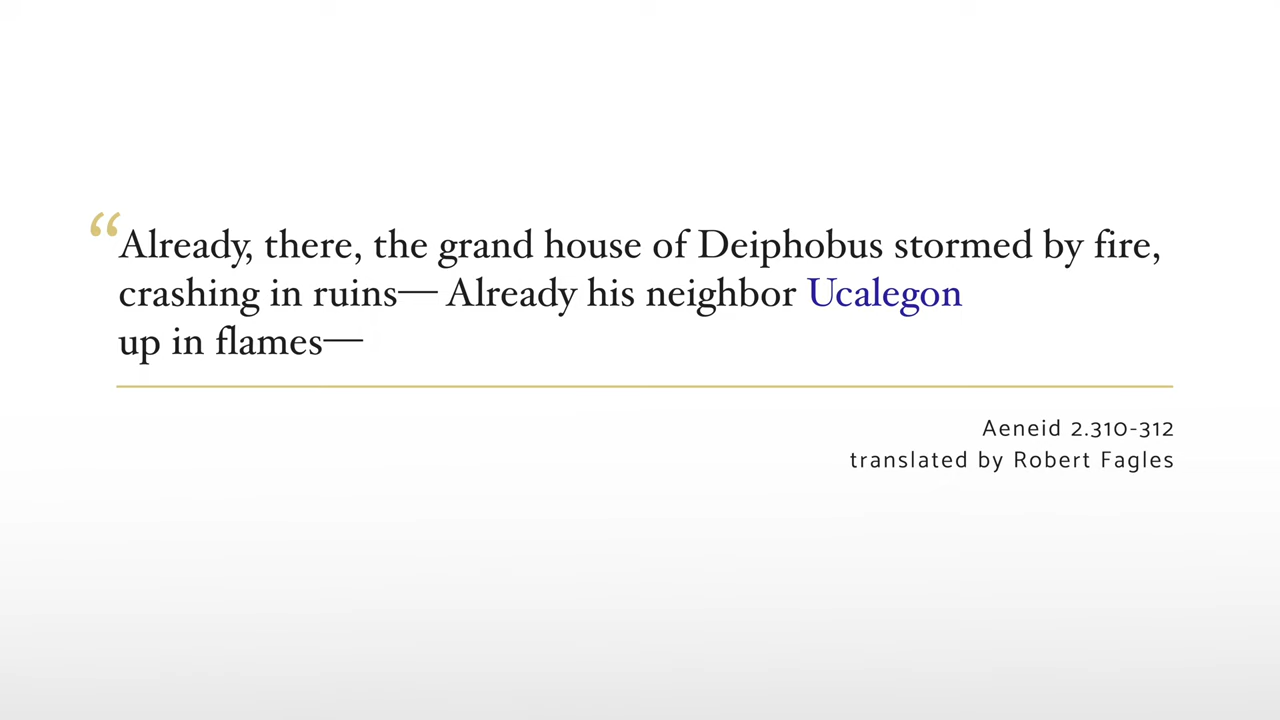 “Already, there, the grand house of Deiphobus stormed by fire,
crashing in ruins— Already his neighbor Ucalegon
up in flames—
Aeneid 2.310-312
translated by Robert Fagles